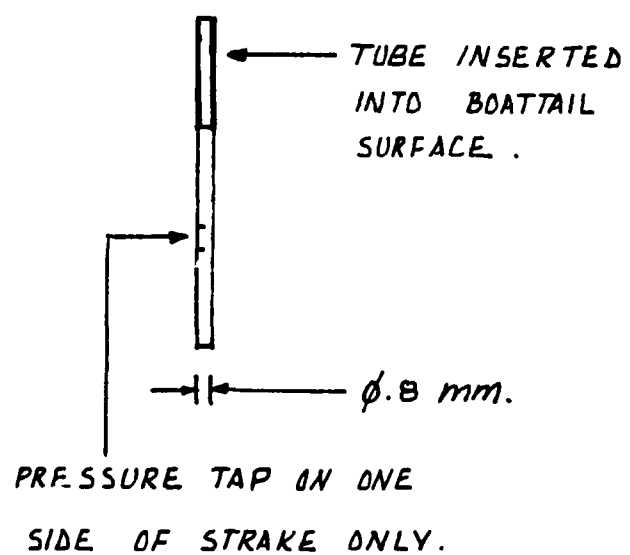 TUBE INSERTED
INTO BOATTAIL
SURFACE.
ø.8 mm.
PRESSURE TAP ON ONE
SIDE OF STRAKE ONLY.